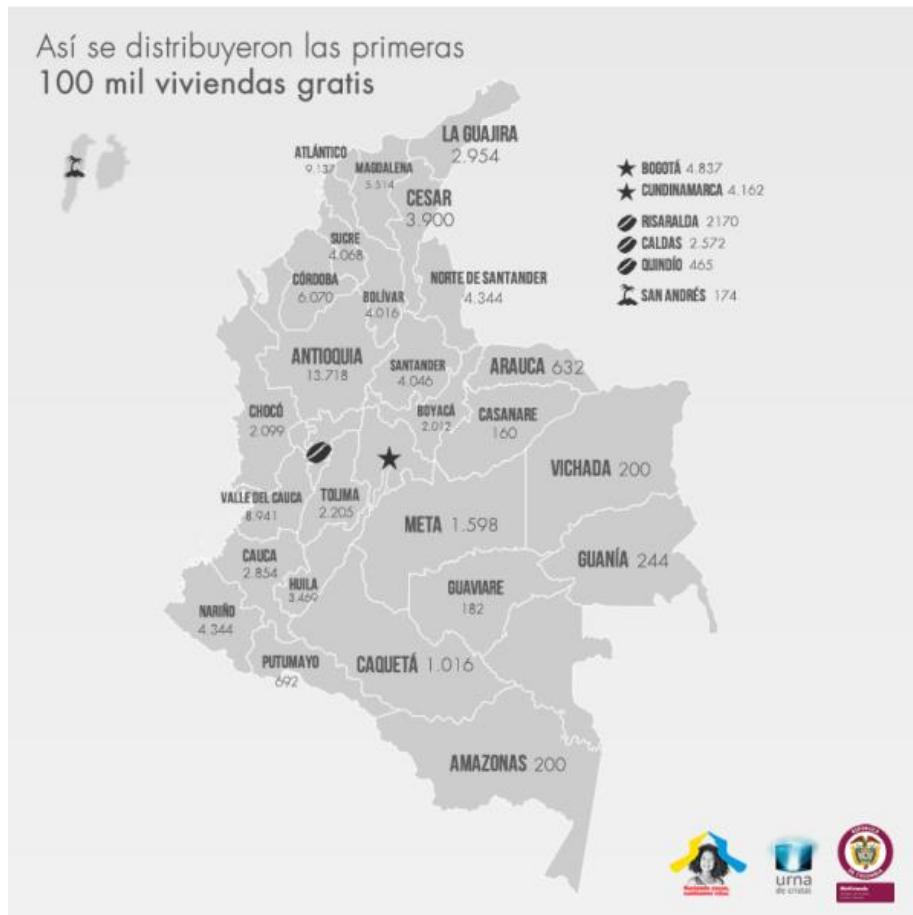 Así se distribuyeron las primeras
100 mil viviendas gratis
LA GUAJIRA
2.954
ATLÁNTICO
9.137
MAGDALENA
5.514
CESAR
3.900
BOGOTÁ 4.837
CUNDINAMARCA 4.162
RISARALDA 2170
CALDAS 2.572
QUINDÍO 465
SAN ANDRÉS 174
SUCRE
4.068
CÓRDOBA
6.070
BOLÍVAR
4.016
NORTE DE SANTANDER
4.344
ANTIOQUIA
13.718
SANTANDER
4.046
ARAUCA 632
CHOCÓ
2.099
BOYACÁ
2.012
CASANARE
160
VICHADA 200
VALLE DEL CAUCA
8.941
TOLIMA
2.205
META 1.598
GUANÍA 244
CAUCA
2.854
HUILA
3.469
GUAVIARE
182
NARIÑO
4.344
PUTUMAYO
692
CAQUETÁ 1.016
AMAZONAS 200
urna
de cristal